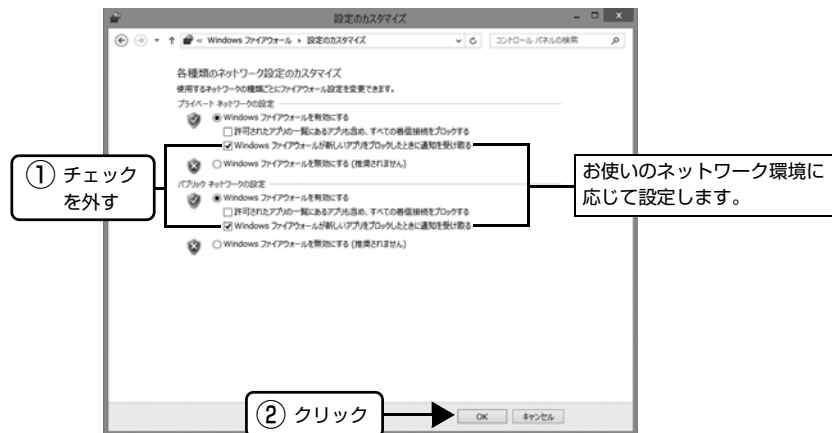 設定のカスタマイズ
« Windows ファイアウォール › 設定のカスタマイズ
コントロール パネルの検索
各種類のネットワーク設定のカスタマイズ
使用するネットワークの種類ごとにファイアウォール設定を変更できます。
プライベート ネットワークの設定
Windows ファイアウォールを有効にする
許可されたアプリの一覧にあるアプリも含め、すべての着信接続をブロックする
Windows ファイアウォールが新しいアプリをブロックしたときに通知を受け取る
Windows ファイアウォールを無効にする (推奨されません)
① チェック
を外す
お使いのネットワーク環境に
応じて設定します。
パブリック ネットワークの設定
Windows ファイアウォールを有効にする
許可されたアプリの一覧にあるアプリも含め、すべての着信接続をブロックする
Windows ファイアウォールが新しいアプリをブロックしたときに通知を受け取る
Windows ファイアウォールを無効にする (推奨されません)
② クリック
OK
キャンセル